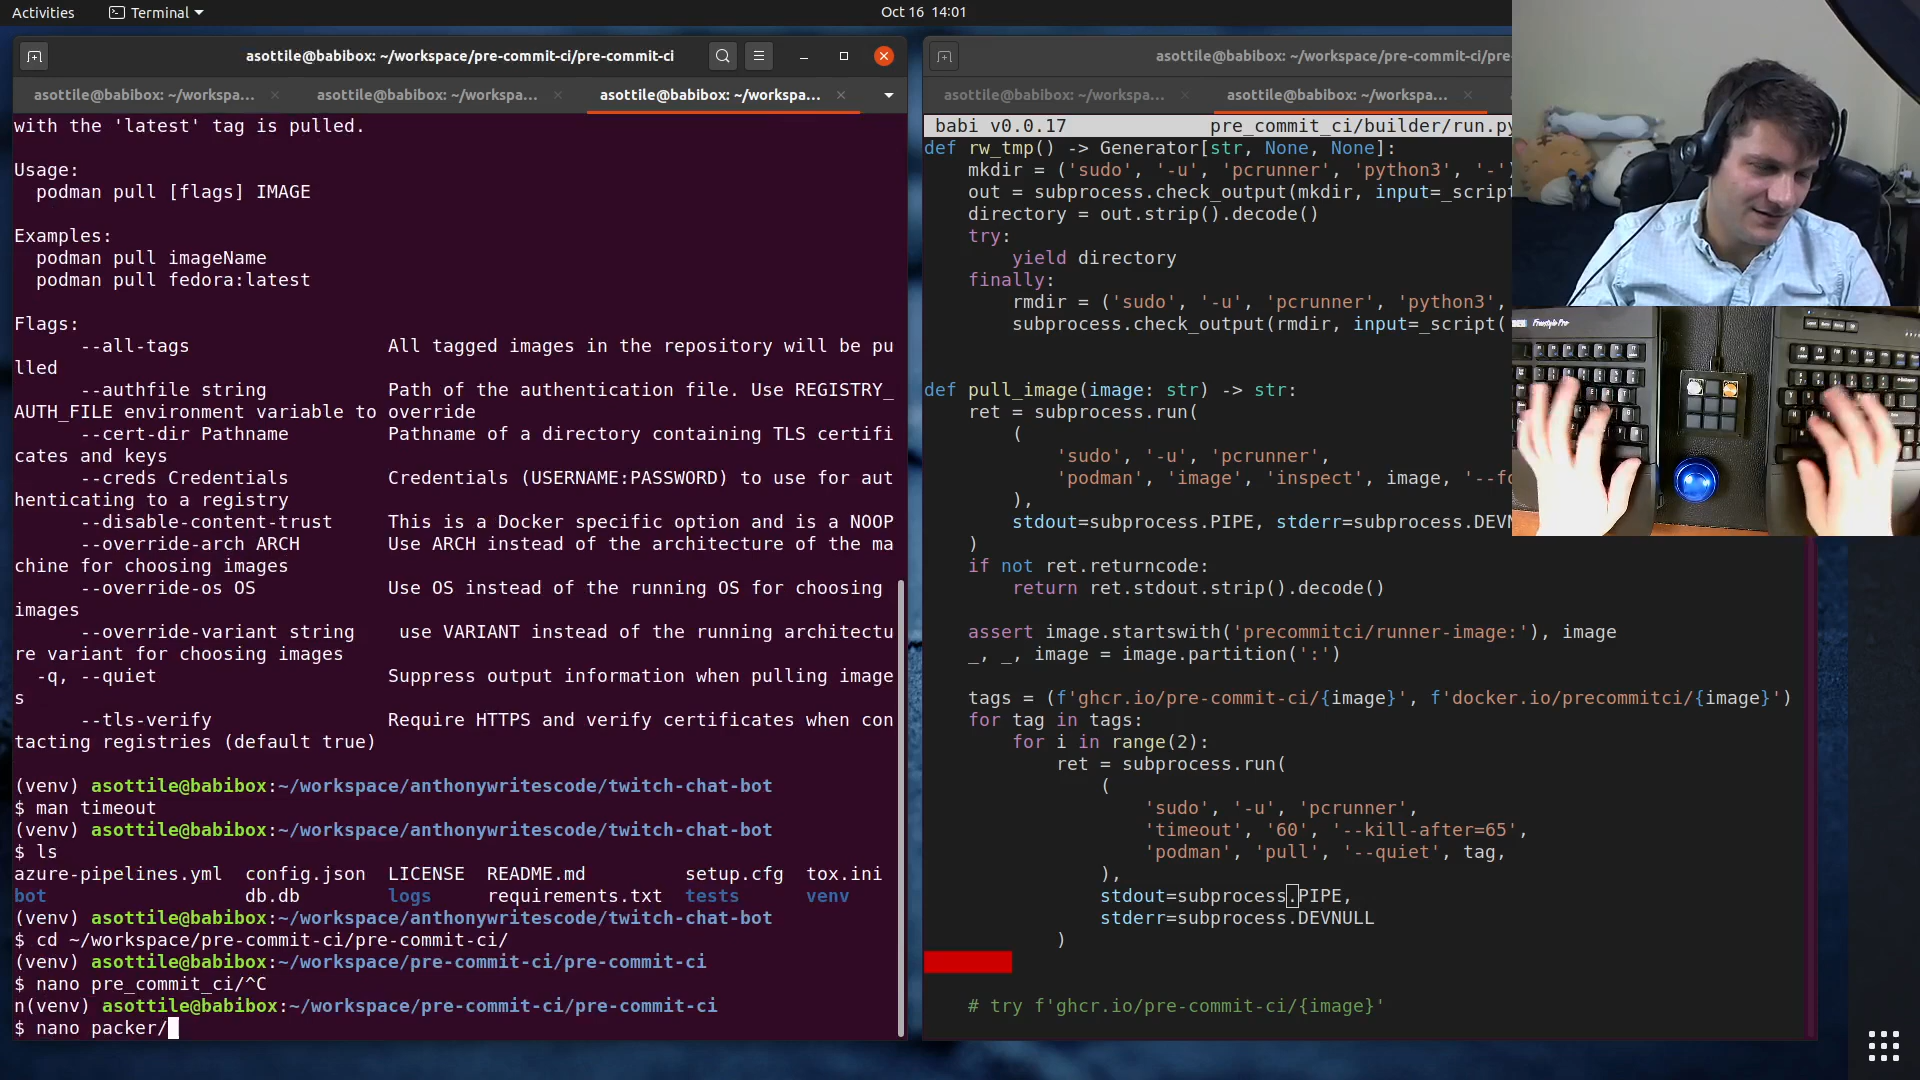 Activities
Terminal
Oct 16 14:01
asottile@babibox: ~/workspace/pre-commit-ci/pre-commit-ci
asottile@babibox: ~/workspa...
asottile@babibox: ~/workspa...
asottile@babibox: ~/workspa...
with the 'latest' tag is pulled.
Usage:
podman pull [flags] IMAGE
Examples:
podman pull imageName
podman pull fedora:latest
Flags:
--all-tags All tagged images in the repository will be pu
lled
--authfile string Path of the authentication file. Use REGISTRY_
AUTH_FILE environment variable to override
--cert-dir Pathname Pathname of a directory containing TLS certifi
cates and keys
--creds Credentials Credentials (USERNAME:PASSWORD) to use for aut
henticating to a registry
--disable-content-trust This is a Docker specific option and is a NOOP
--override-arch ARCH Use ARCH instead of the architecture of the ma
chine for choosing images
--override-os OS Use OS instead of the running OS for choosing
images
--override-variant string use VARIANT instead of the running architectu
re variant for choosing images
-q, --quiet Suppress output information when pulling image
s
--tls-verify Require HTTPS and verify certificates when con
tacting registries (default true)
(venv) asottile@babibox:~/workspace/anthonywritescode/twitch-chat-bot
$ man timeout
(venv) asottile@babibox:~/workspace/anthonywritescode/twitch-chat-bot
$ ls
azure-pipelines.yml config.json LICENSE README.md setup.cfg tox.ini
bot db.db logs requirements.txt tests venv
(venv) asottile@babibox:~/workspace/anthonywritescode/twitch-chat-bot
$ cd ~/workspace/pre-commit-ci/pre-commit-ci/
(venv) asottile@babibox:~/workspace/pre-commit-ci/pre-commit-ci
$ nano pre_commit_ci/^C
n(venv) asottile@babibox:~/workspace/pre-commit-ci/pre-commit-ci
$ nano packer/
asottile@babibox: ~/workspace/pre-commit-ci/pre
asottile@babibox: ~/workspa...
asottile@babibox: ~/workspa...
babi v0.0.17 pre_commit_ci/builder/run.py
def rw_tmp() -> Generator[str, None, None]:
mkdir = ('sudo', '-u', 'pcrunner', 'python3', '-')
out = subprocess.check_output(mkdir, input=_script
directory = out.strip().decode()
try:
yield directory
finally:
rmdir = ('sudo', '-u', 'pcrunner', 'python3',
subprocess.check_output(rmdir, input=_script(
def pull_image(image: str) -> str:
ret = subprocess.run(
(
'sudo', '-u', 'pcrunner',
'podman', 'image', 'inspect', image, '--fo
),
stdout=subprocess.PIPE, stderr=subprocess.DEVN
)
if not ret.returncode:
return ret.stdout.strip().decode()
assert image.startswith('precommitci/runner-image:'), image
_, _, image = image.partition(':')
tags = (f'ghcr.io/pre-commit-ci/{image}', f'docker.io/precommitci/{image}')
for tag in tags:
for i in range(2):
ret = subprocess.run(
(
'sudo', '-u', 'pcrunner',
'timeout', '60', '--kill-after=65',
'podman', 'pull', '--quiet', tag,
),
stdout=subprocess.PIPE,
stderr=subprocess.DEVNULL
)
# try f'ghcr.io/pre-commit-ci/{image}'
Freestyle Pro